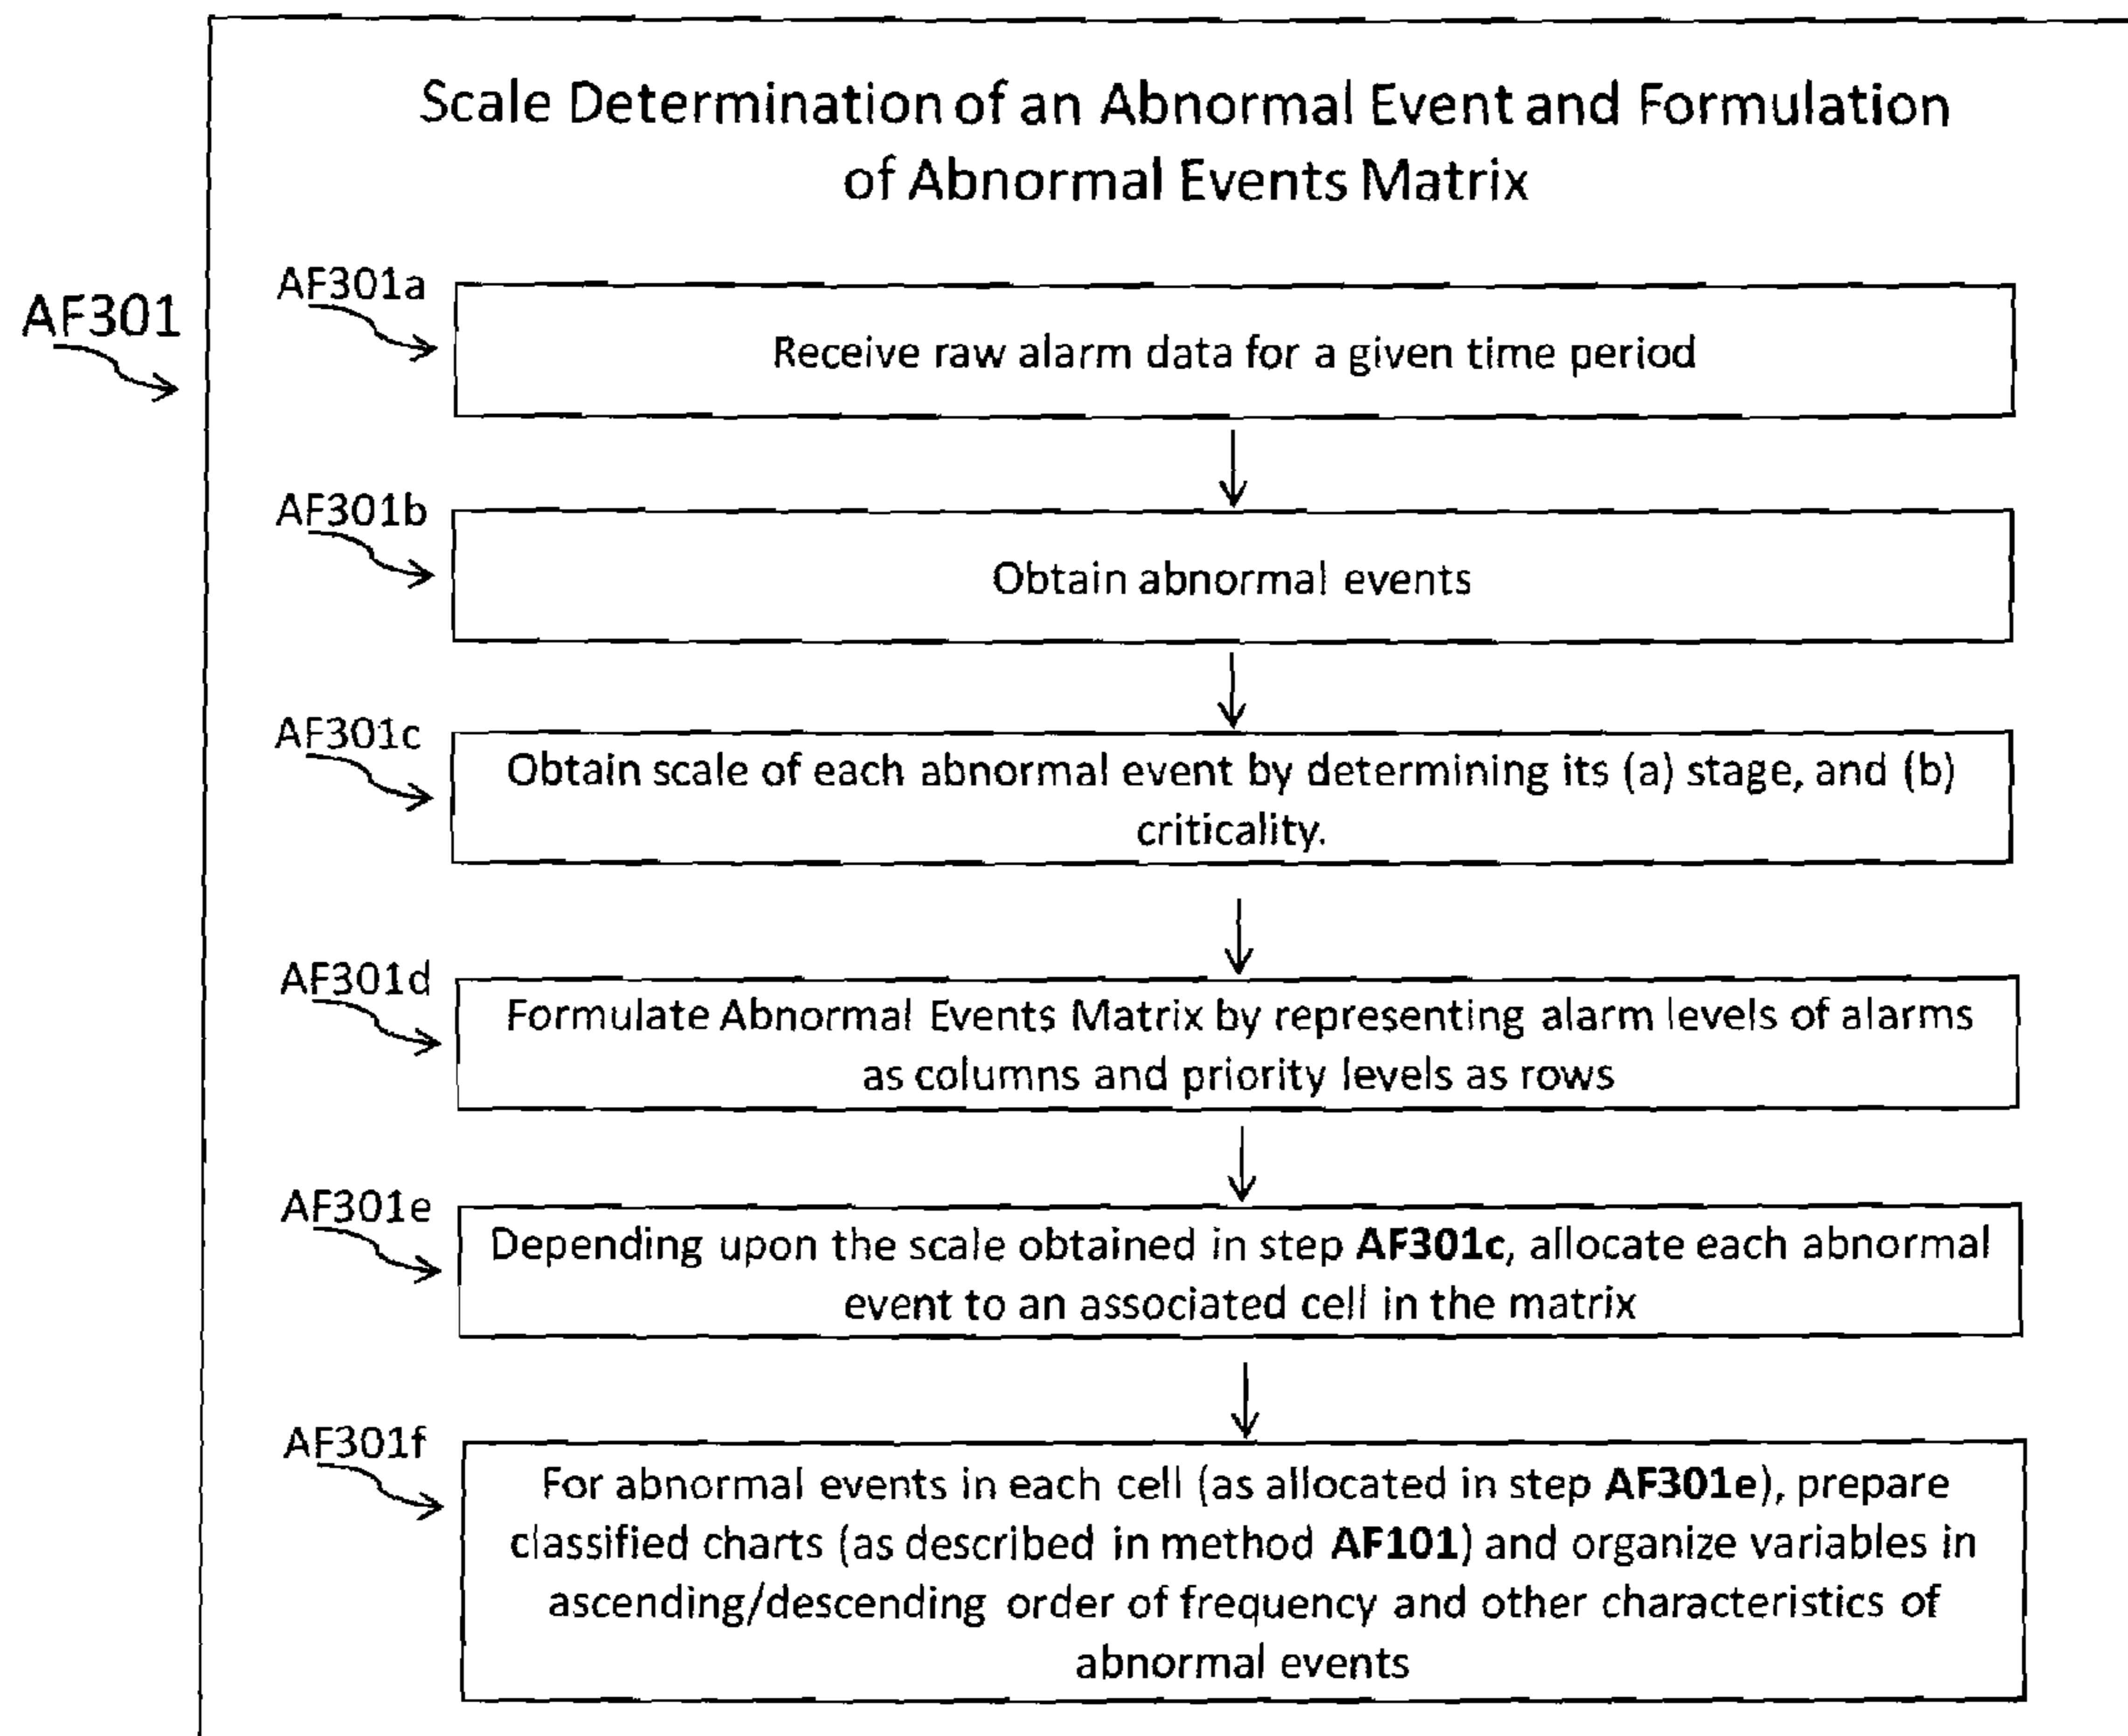 Scale Determination of an Abnormal Event and Formulation
of Abnormal Events Matrix
AF301
AF301a
Receive raw alarm data for a given time period
AF301b
Obtain abnormal events
AF301c
Obtain scale of each abnormal event by determining its (a) stage, and (b)
criticality.
AF301d
Formulate Abnormal Events Matrix by representing alarm levels of alarms
as columns and priority levels as rows
AF301e
Depending upon the scale obtained in step AF301c, allocate each abnormal
event to an associated cell in the matrix
AF301f
For abnormal events in each cell (as allocated in step AF301e), prepare
classified charts (as described in method AF101) and organize variables in
ascending/descending order of frequency and other characteristics of
abnormal events